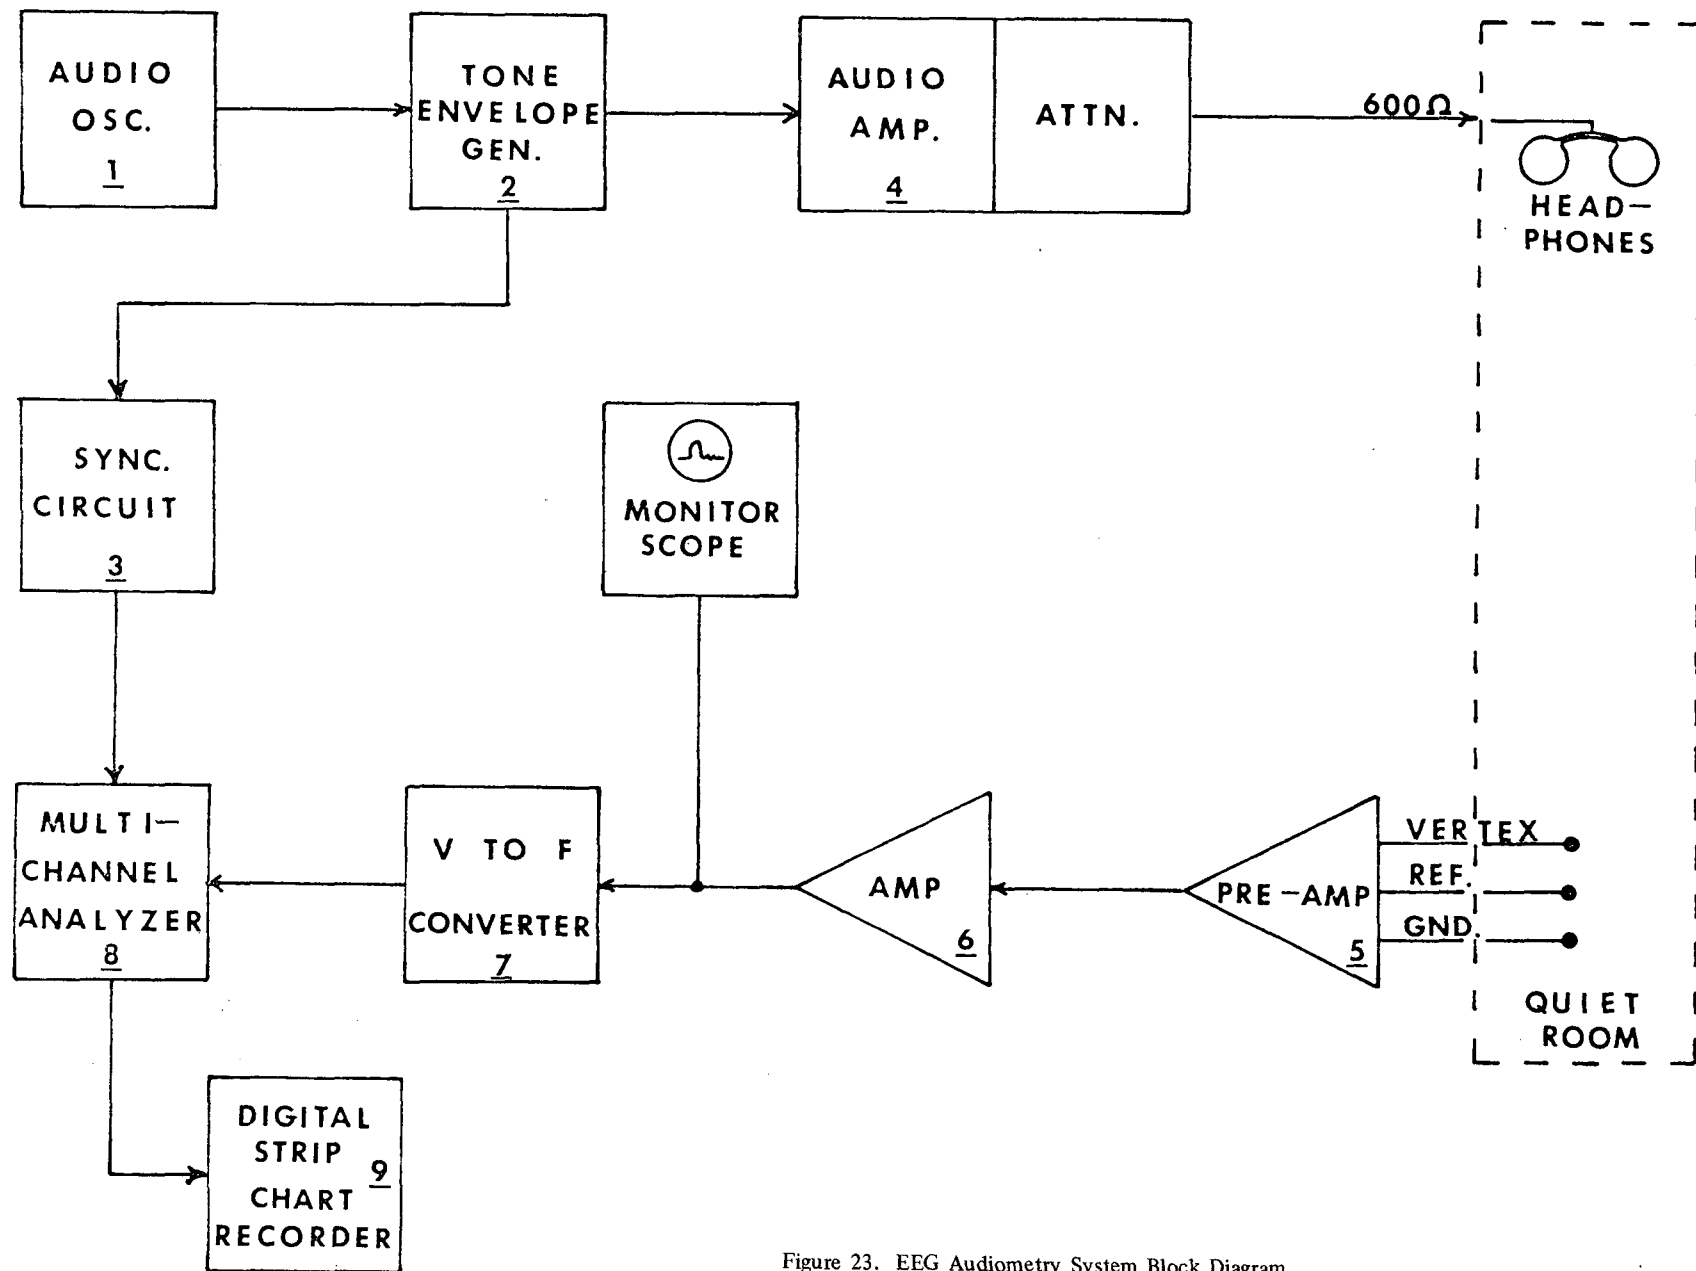 AUDIO
OSC.
1
TONE
ENVELOPE
GEN.
2
AUDIO
AMP.
4
ATTN.
600Ω
HEAD—
PHONES
SYNC.
CIRCUIT
3
MONITOR
SCOPE
MULTI—
CHANNEL
ANALYZER
8
V TO F
CONVERTER
7
AMP
6
PRE-AMP
5
VERTEX
REF.
GND.
QUIET
ROOM
DIGITAL
STRIP
9
CHART
RECORDER
Figure 23. EEG Audiometry System Block Diagram